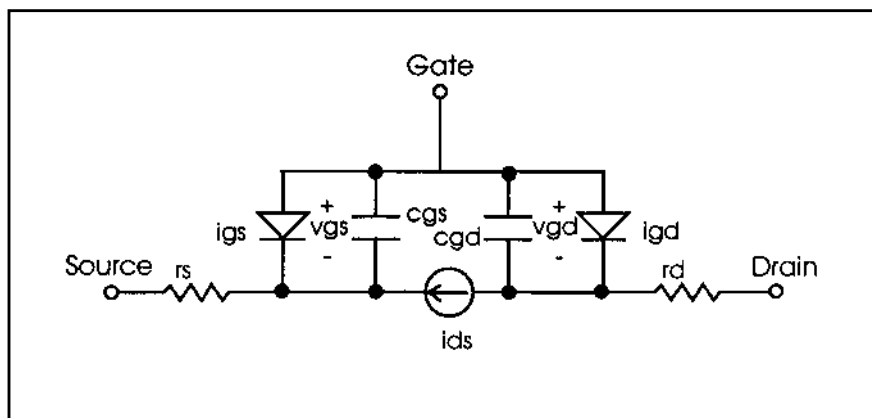 Gate
+
+
igs
vgs
cgs
cgd
vgd
igd
-
-
Source
rs
rd
Drain
ids